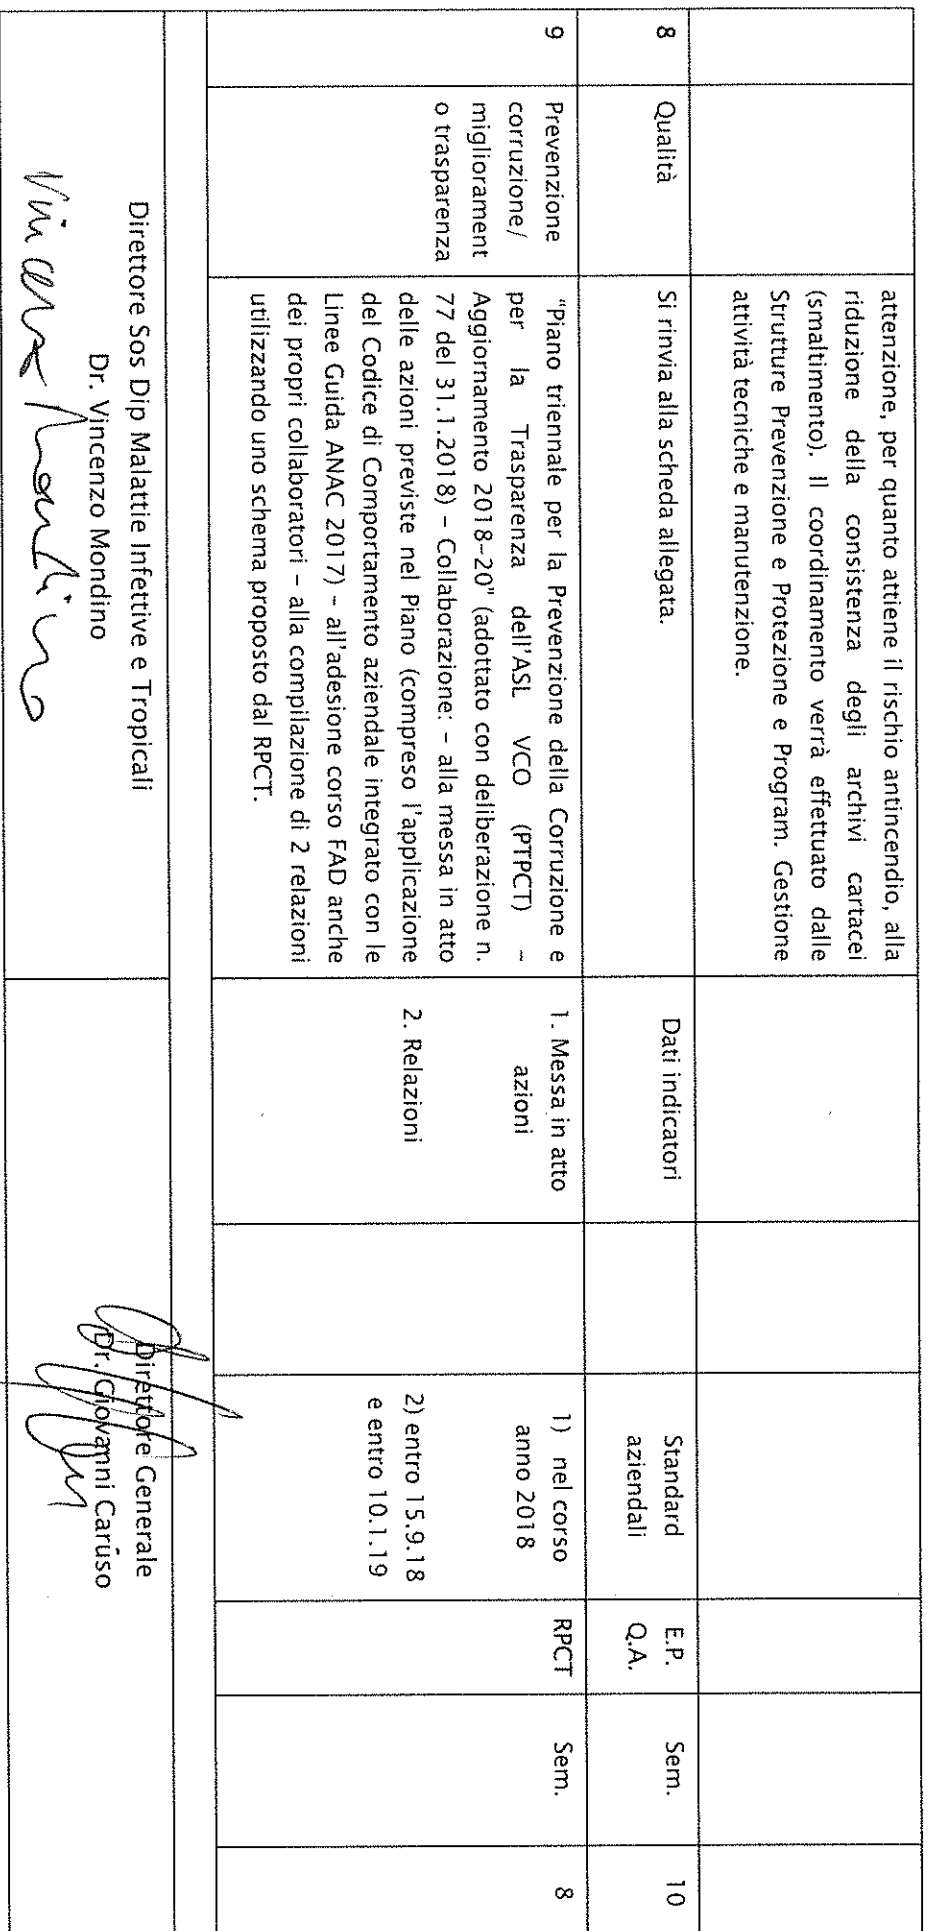 attenzione, per quanto attiene il rischio antincendio, alla
riduzione della consistenza degli archivi cartacei
(smaltimento). Il coordinamento verrà effettuato dalle
Strutture Prevenzione e Protezione e Program. Gestione
attività tecniche e manutenzione.
8 Qualità Si rinvia alla scheda allegata. Dati indicatori Standard E.P. Sem. 10
aziendali Q.A.
9 Prevenzione "Piano triennale per la Prevenzione della Corruzione e 1. Messa in atto 1) nel corso RPCT Sem. 8
corruzione/ per la Trasparenza dell'ASL VCO (PTPCT) – azioni anno 2018
migliorament Aggiornamento 2018-20" (adottato con deliberazione n.
o trasparenza 77 del 31.1.2018) – Collaborazione: – alla messa in atto
delle azioni previste nel Piano (compreso l'applicazione 2. Relazioni 2) entro 15.9.18
del Codice di Comportamento aziendale integrato con le e entro 10.1.19
Linee Guida ANAC 2017) – all'adesione corso FAD anche
dei propri collaboratori – alla compilazione di 2 relazioni
utilizzando uno schema proposto dal RPCT.
Direttore Sos Dip Malattie Infettive e Tropicali
Dr. Vincenzo Mondino
Vincenzo Mondino
Direttore Generale
Dr. Giovanni Caruso